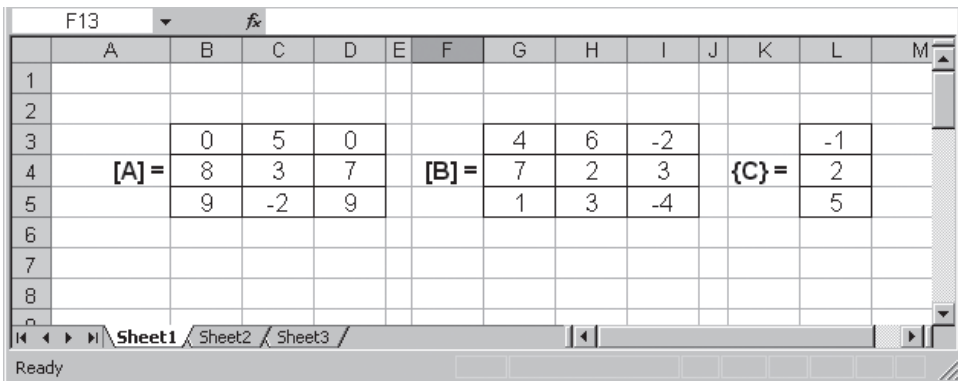 F13 fx
A B C D E F G H I J K L M
1
2
3 0 5 0 4 6 -2 -1
4 [A] = 8 3 7 [B] = 7 2 3 {C} = 2
5 9 -2 9 1 3 -4 5
6
7
8
Sheet1 Sheet2 Sheet3
Ready